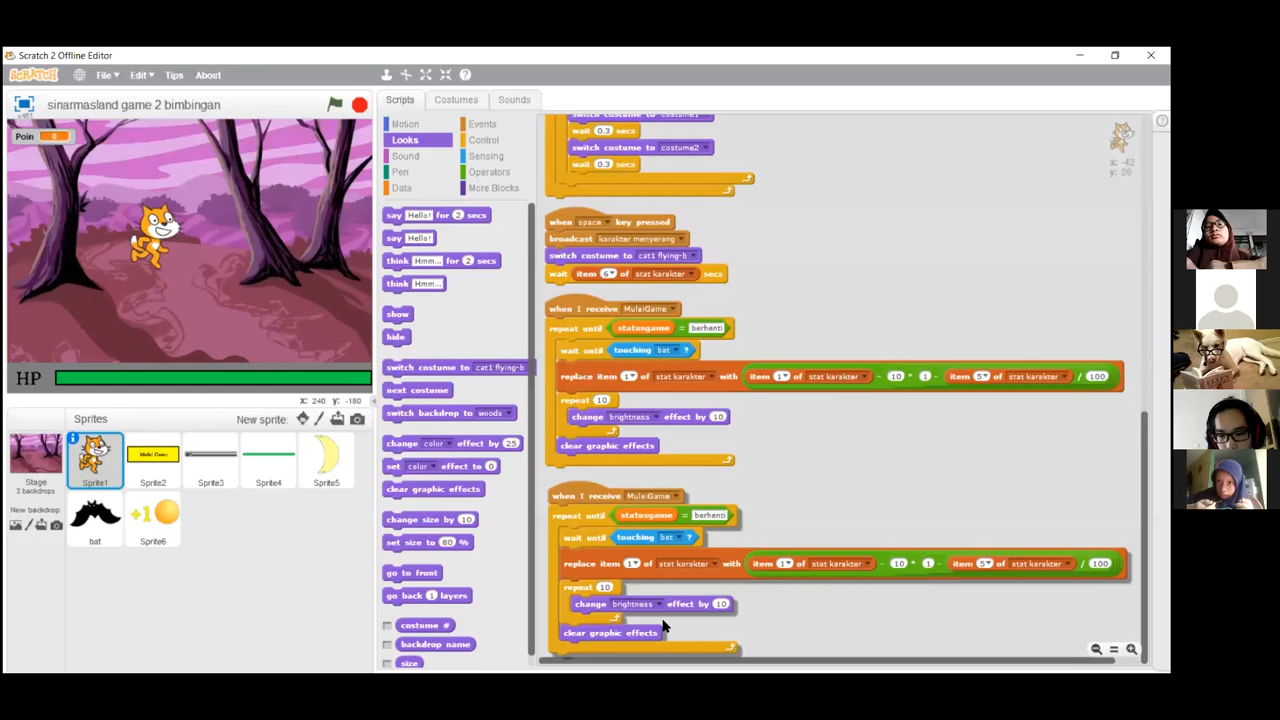 Scratch 2 Offline Editor
SCRATCH File Edit Tips About
sinarmasland game 2 bimbingan
v461
Poin 0
HP
x: 240 y: -180
Sprites New sprite:
Stage
3 backdrops
New backdrop:
Mulai Game
+1
Sprite1 Sprite2 Sprite3 Sprite4 Sprite5
bat Sprite6
Scripts Costumes Sounds
Motion Events
Looks Control
Sound Sensing
Pen Operators
Data More Blocks
say Hello! for 2 secs
say Hello!
think Hmm... for 2 secs
think Hmm...
show
hide
switch costume to cat1 flying-b
next costume
switch backdrop to woods
change color effect by 25
set color effect to 0
clear graphic effects
change size by 10
set size to 80 %
go to front
go back 1 layers
costume #
backdrop name
size
switch costume to costume1
wait 0.3 secs
switch costume to costume2
wait 0.3 secs
when space key pressed
broadcast karakter menyerang
switch costume to cat1 flying-b
wait item 6 of stat karakter secs
when I receive MulaiGame
repeat until statusgame = berhenti
wait until touching bat ?
replace item 1 of stat karakter with item 1 of stat karakter - 10 * 1 - item 5 of stat karakter / 100
repeat 10
change brightness effect by 10
clear graphic effects
when I receive MulaiGame
repeat until statusgame = berhenti
wait until touching bat ?
replace item 1 of stat karakter with item 1 of stat karakter - 10 * 1 - item 5 of stat karakter / 100
repeat 10
change brightness effect by 10
clear graphic effects
x: -42
y: 26